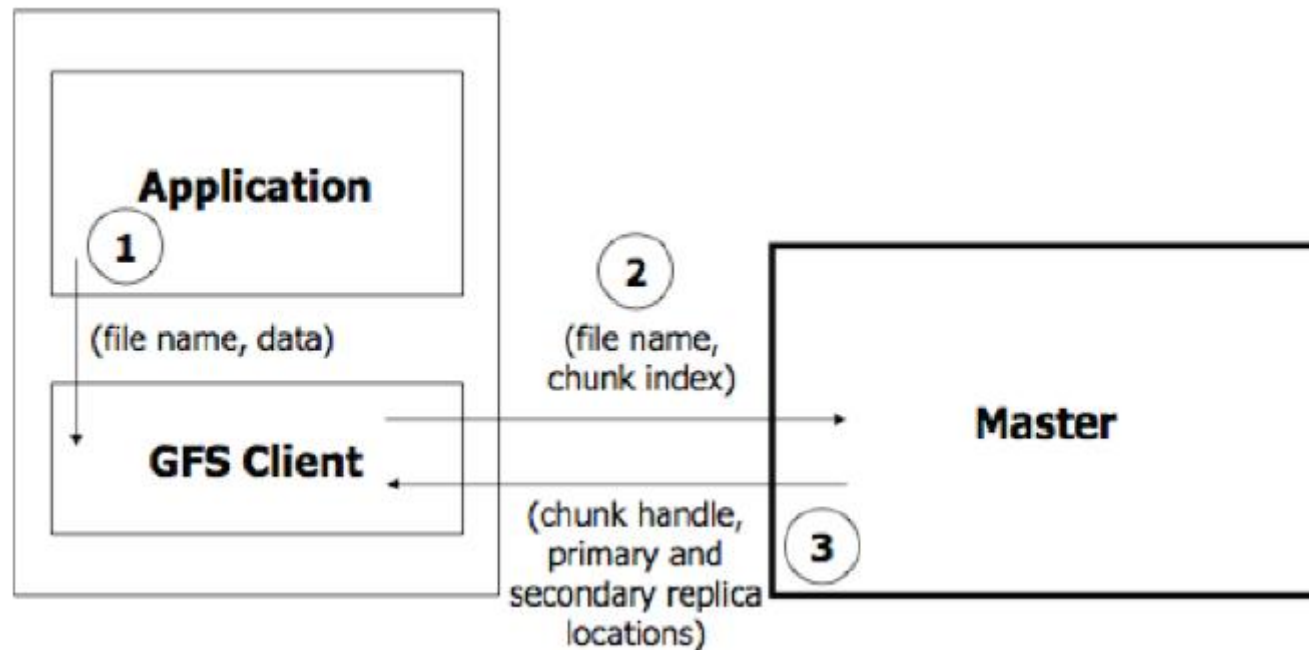 Application
1
(file name, data)
GFS Client
2
(file name,
chunk index)
Master
(chunk handle,
primary and
secondary replica
locations)
3